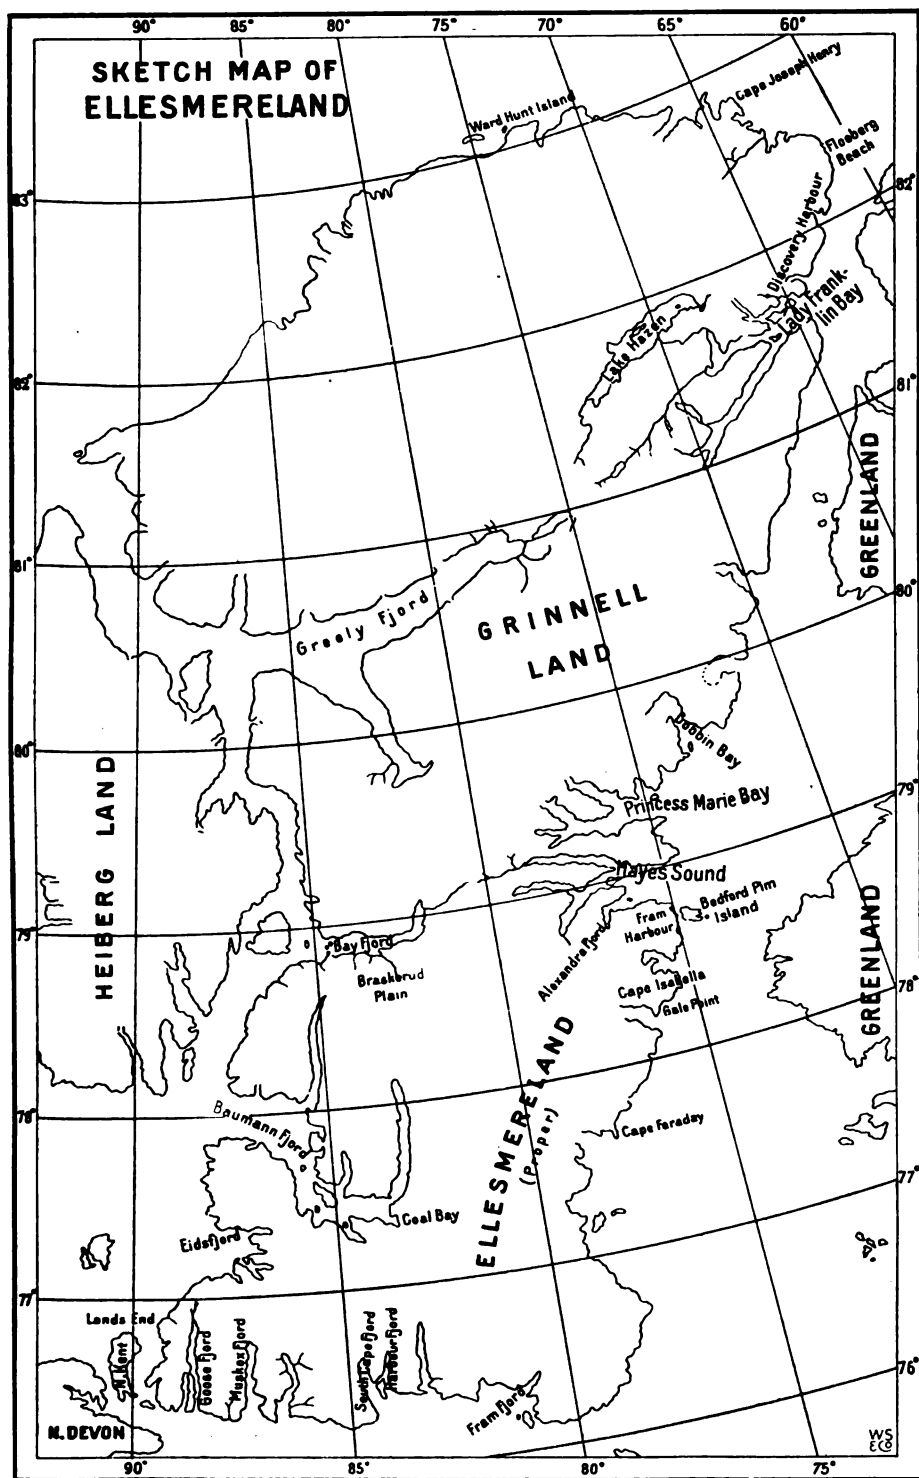 90° 85° 80° 75° 70° 65° 60°
SKETCH MAP OF
ELLESMERELAND
Ward Hunt Island
Cape Joseph Henry
Floeberg
Beach
83°
82°
Discovery Harbour
Lady Frank-
lin Bay
Lake Hazen
82°
81°
GREENLAND
81°
80°
Greely Fjord
GRINNELL
LAND
80°
Dobbin Bay
HEIBERG LAND
Princess Marie Bay
79°
Hayes Sound
Bedford Pim
Island
Fram
Harbour
Alexandra Fjord
79°
Bay Fjord
Braskerud
Plain
Cape Isabella
Gale Point
GREENLAND
78°
ELLESMERELAND
(Proper)
78°
Baumann Fjord
Cape Faraday
77°
Coal Bay
Eidsfjord
77°
Lands End
N. Kent
Goose Fjord
Muskox Fjord
South Cape Fjord
Harbour Fjord
Fram Fjord
76°
N. DEVON
WS
ECo
90° 85° 80° 75°